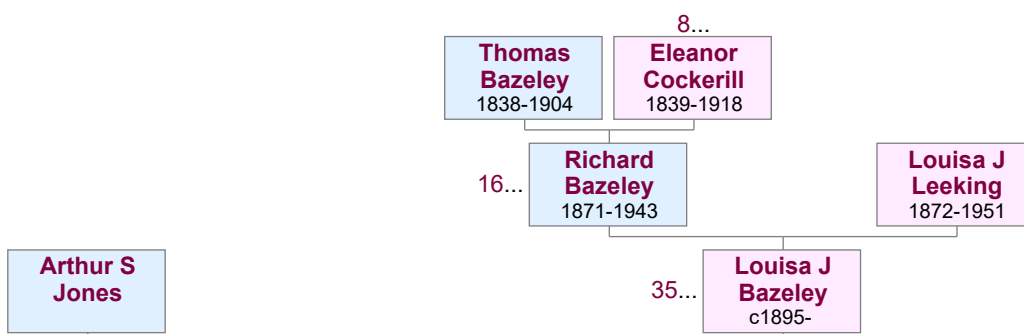 8...
Thomas
Bazeley
1838-1904
Eleanor
Cockerill
1839-1918
16...
Richard
Bazeley
1871-1943
Louisa J
Leeking
1872-1951
Arthur S
Jones
35...
Louisa J
Bazeley
c1895-